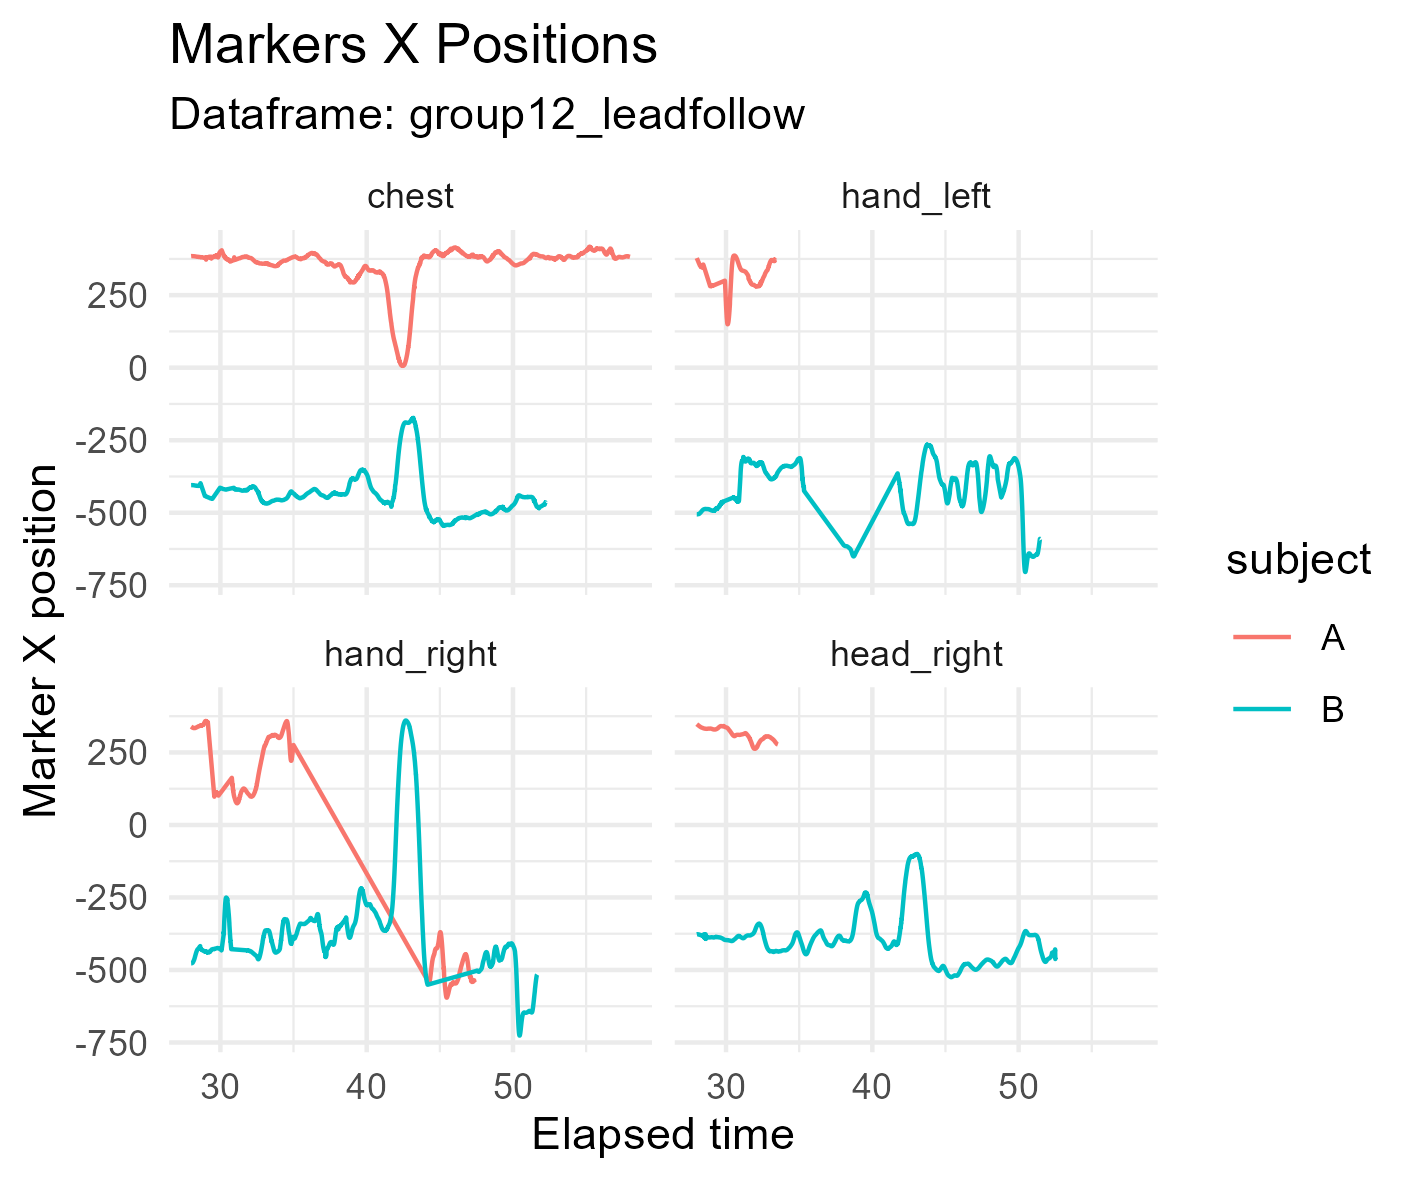 Markers X Positions
Dataframe: group12_leadfollow
chest
hand_left
250
0
-250
-500
-750
hand_right
head_right
250
0
-250
-500
-750
30 40 50
30 40 50
Elapsed time
Marker X position
subject
A
B